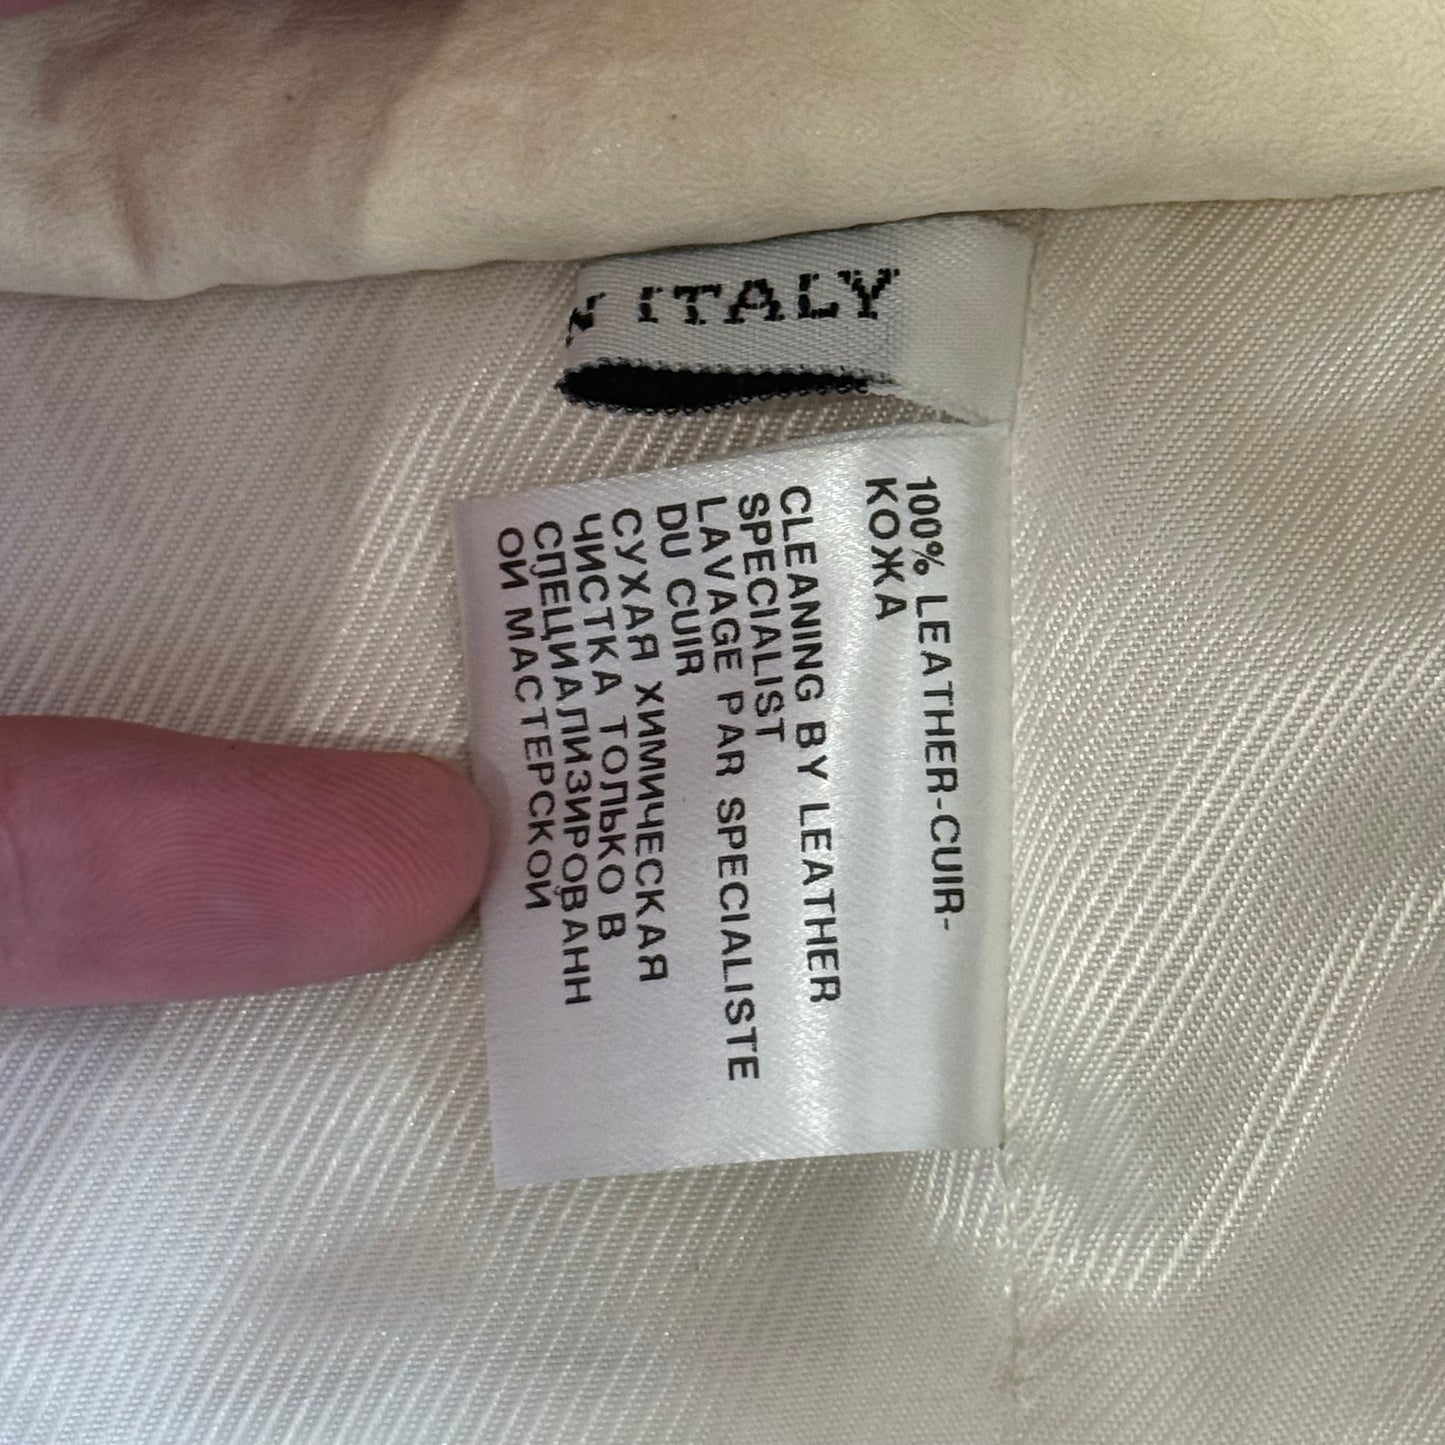 N ITALY
100% LEATHER-CUIR-
КОЖА
CLEANING BY LEATHER
SPECIALIST
LAVAGE PAR SPECIALISTE
DU CUIR
СУХАЯ ХИМИЧЕСКАЯ
ЧИСТКА ТОЛЬКО В
СПЕЦИАЛИЗИРОВАНН
ОЙ МАСТЕРСКОЙ